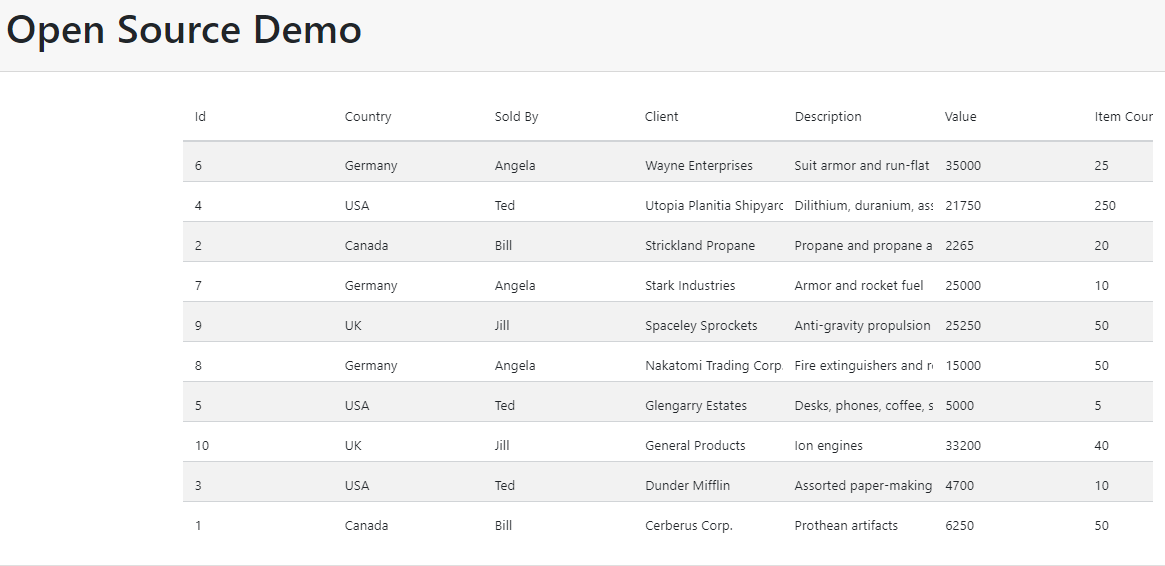 Open Source Demo
Id Country Sold By Client Description Value Item
6 Germany Angela Wayne Enterprises Suit armor and run-flat 35000 25
4 USA Ted Utopia Planitia Dilithium, duranium, 21750 250
2 Canada Bill Strickland Propane Propane and propane a 2265 20
7 Germany Angela Stark Industries Armor and rocket fuel 25000 10
9 UK Jill Spaceley Sprockets Anti-gravity propulsion 25250 50
8 Germany Angela Nakatomi Trading Corp. Fire extinguishers and 15000 50
5 USA Ted Glengarry Estates Desks, phones, coffee, s 5000 5
10 UK Jill General Products Ion engines 33200 40
3 USA Ted Dunder Mifflin Assorted paper-making 4700 10
1 Canada Bill Cerberus Corp. Prothean artifacts 6250 50